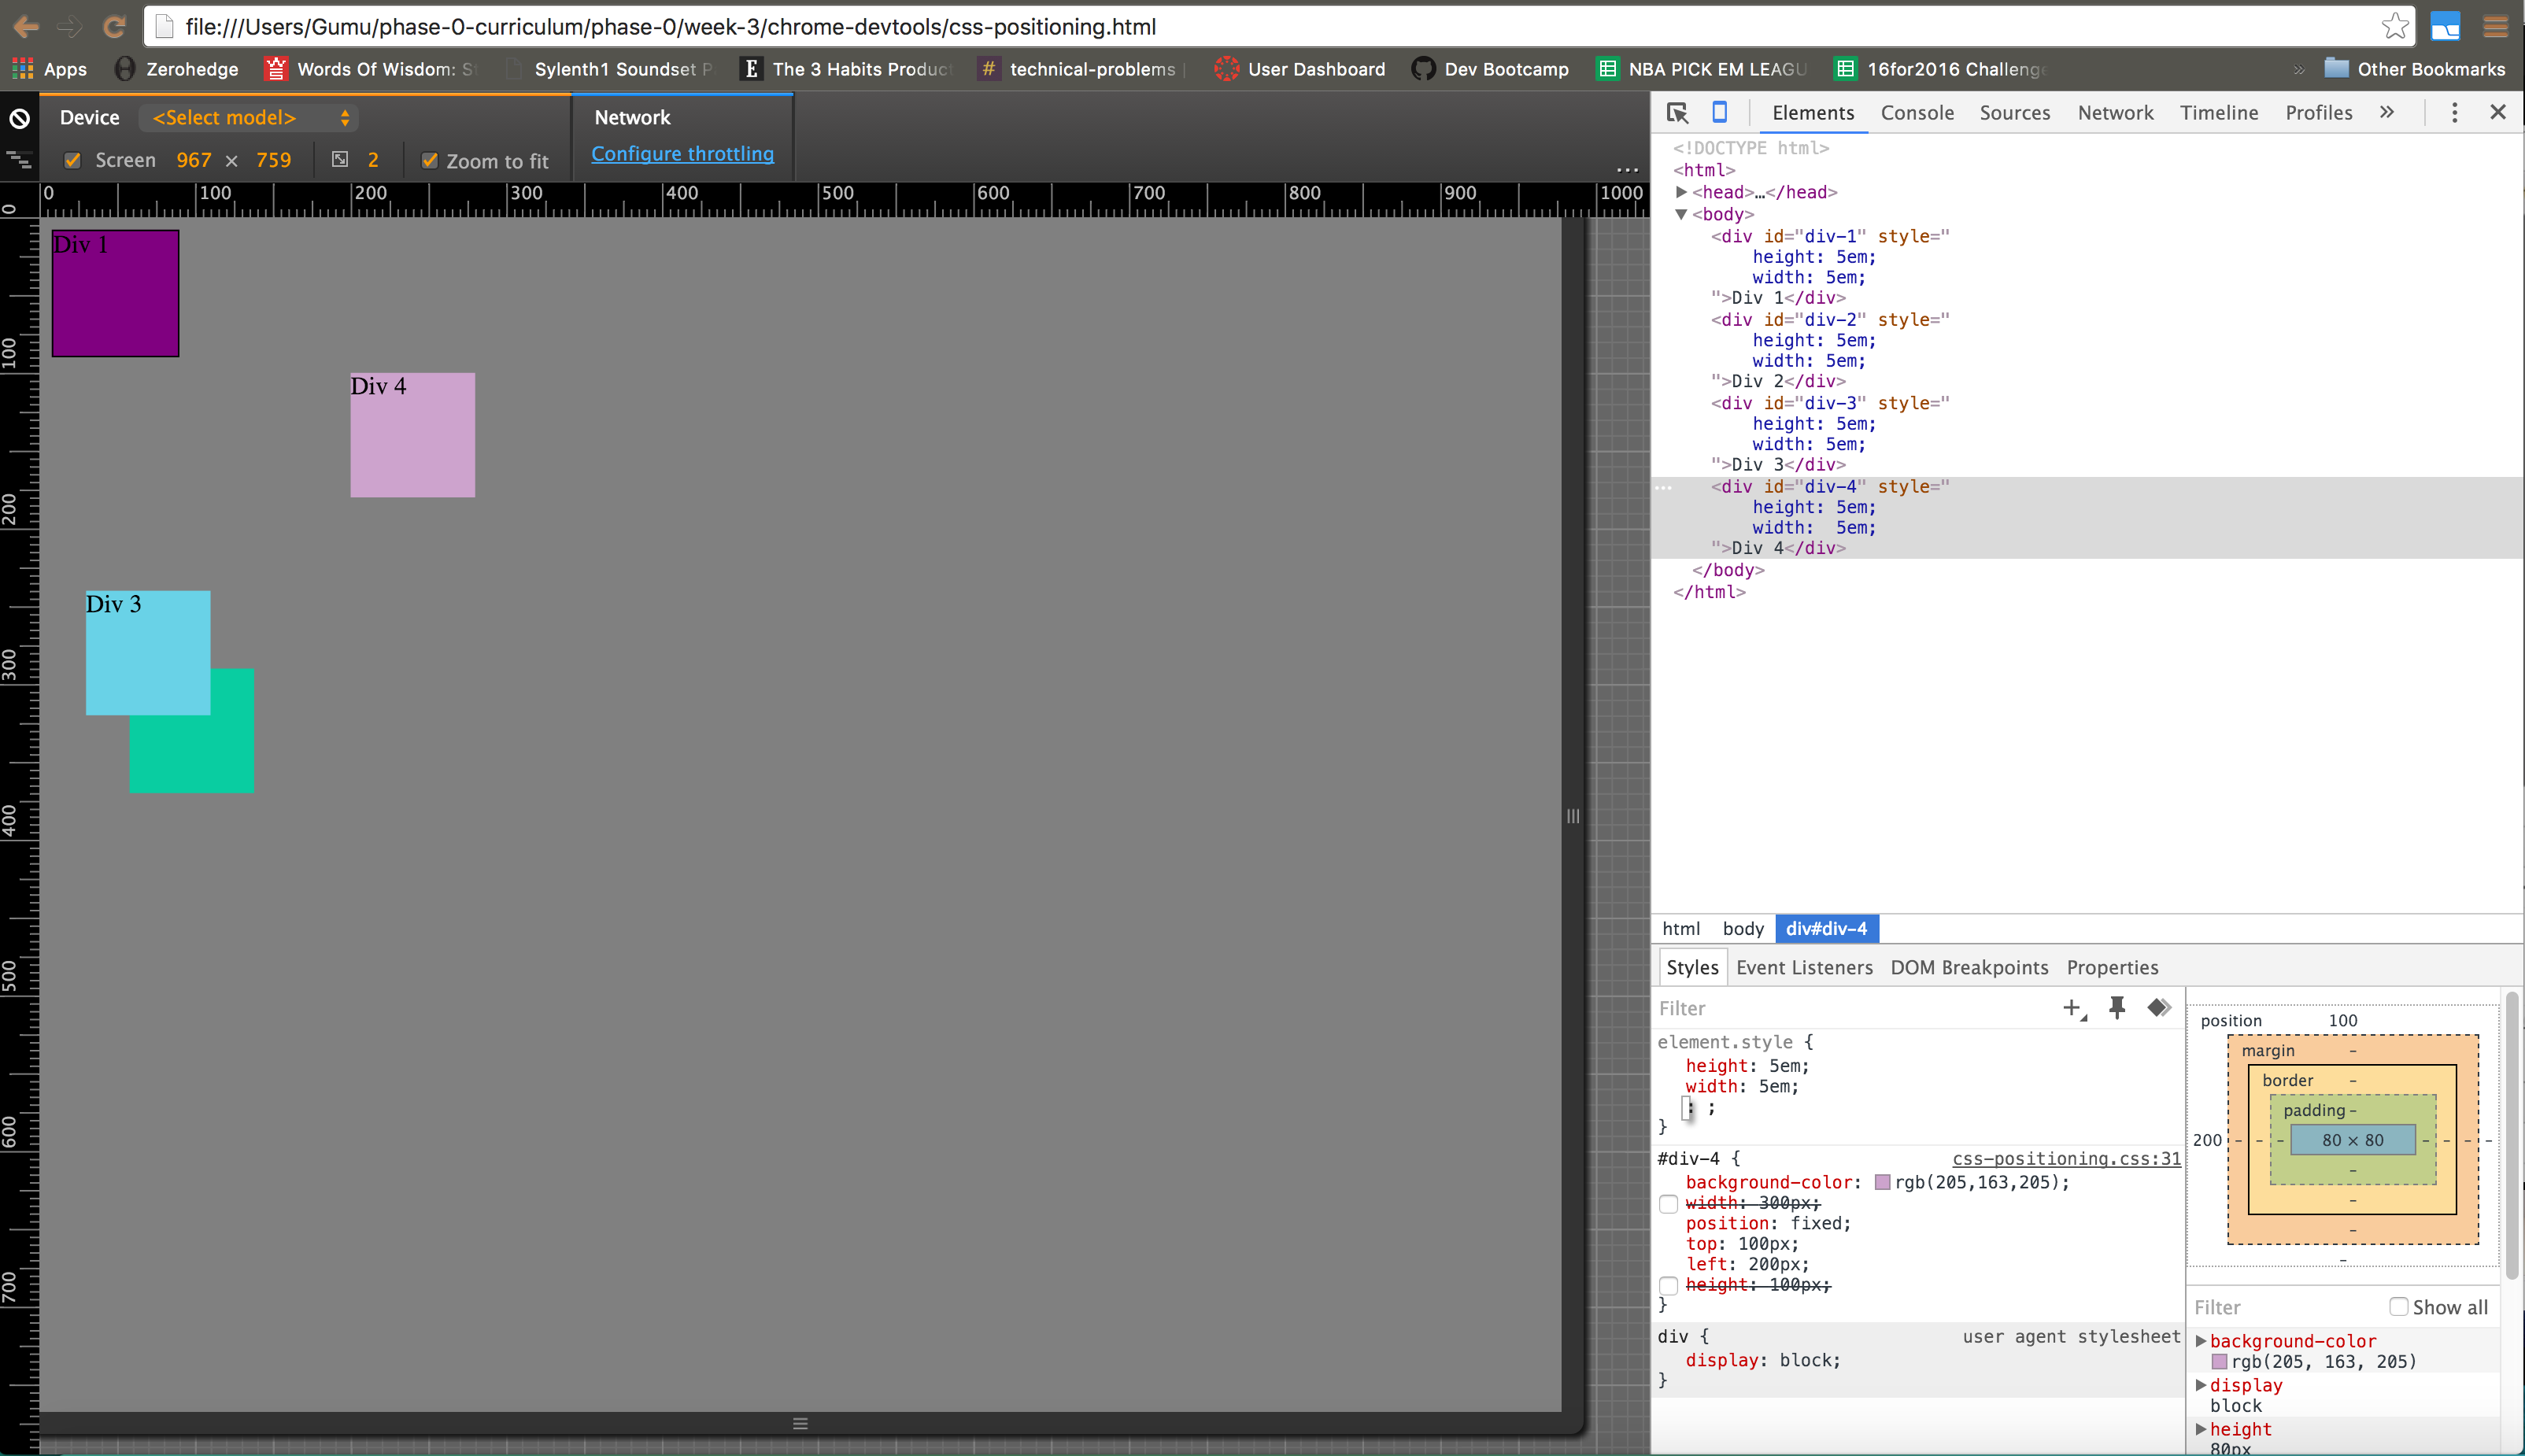 file:///Users/Gumu/phase-0-curriculum/phase-0/week-3/chrome-devtools/css-positioning.html
Apps Zerohedge Words Of Wisdom: S Sylenth1 Soundset P E The 3 Habits Produc # technical-problems | User Dashboard Dev Bootcamp NBA PICK EM LEAGU 16for2016 Challenge » Other Bookmarks
Device <Select model> Network
Screen 967 × 759 2 Zoom to fit Configure throttling ...
0 100 200 300 400 500 600 700 800 900 1000
0
100
200
300
400
500
600
700
Div 1
Div 4
Div 3
Elements Console Sources Network Timeline Profiles »
<!DOCTYPE html>
<html>
<head>…</head>
<body>
<div id="div-1" style="
height: 5em;
width: 5em;
">Div 1</div>
<div id="div-2" style="
height: 5em;
width: 5em;
">Div 2</div>
<div id="div-3" style="
height: 5em;
width: 5em;
">Div 3</div>
<div id="div-4" style="
height: 5em;
width:  5em;
">Div 4</div>
</body>
</html>
html body div#div-4
Styles Event Listeners DOM Breakpoints Properties
Filter
element.style {
height: 5em;
width: 5em;
: ;
}
#div-4 { css-positioning.css:31
background-color: rgb(205,163,205);
width: 300px;
position: fixed;
top: 100px;
left: 200px;
height: 100px;
}
div { user agent stylesheet
display: block;
}
position 100
margin -
border -
padding -
200 - - - 80 × 80 - - - -
-
-
-
-
Filter Show all
background-color
rgb(205, 163, 205)
display
block
height
80px